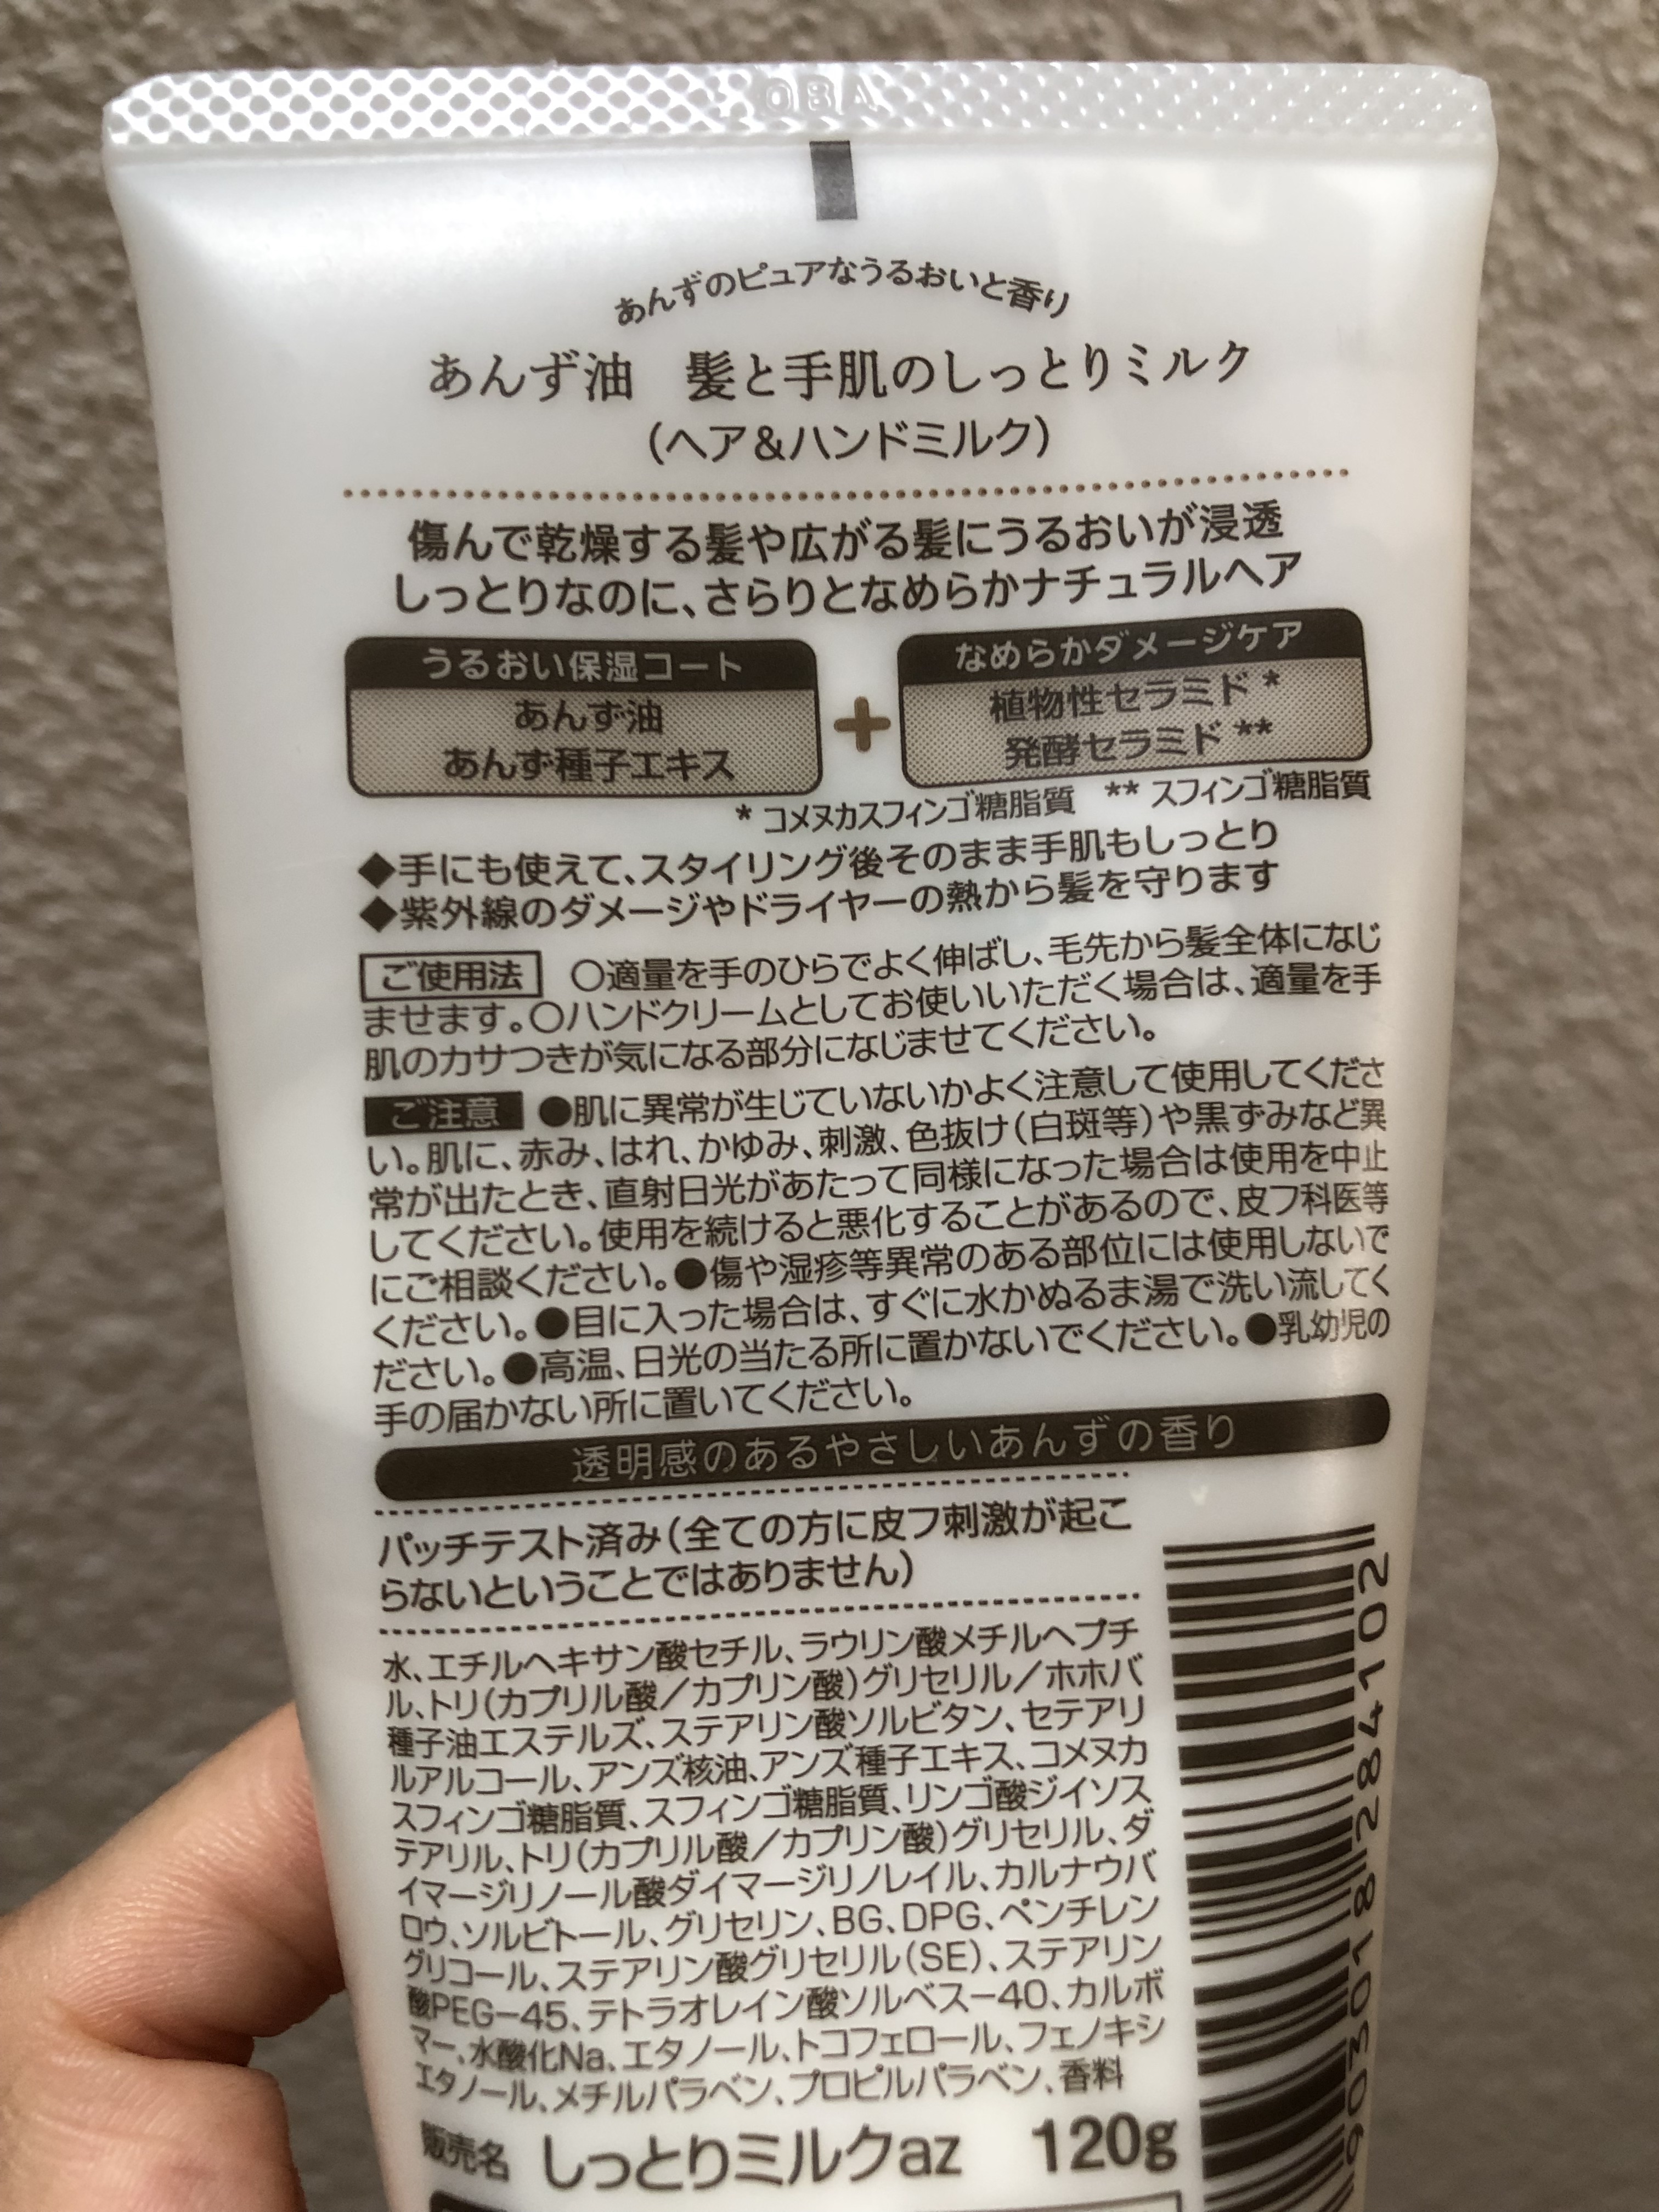 OBA
あんずのピュアなうるおいと香り
あんず油　髪と手肌のしっとりミルク
（ヘア＆ハンドミルク）
傷んで乾燥する髪や広がる髪にうるおいが浸透
しっとりなのに、さらりとなめらかナチュラルヘア
うるおい保湿コート
あんず油
あんず種子エキス
+
なめらかダメージケア
植物性セラミド*
発酵セラミド**
* コメヌカスフィンゴ糖脂質　** スフィンゴ糖脂質
◆手にも使えて、スタイリング後そのまま手肌もしっとり
◆紫外線のダメージやドライヤーの熱から髪を守ります
ご使用法　○適量を手のひらでよく伸ばし、毛先から髪全体になじ
ませます。○ハンドクリームとしてお使いいただく場合は、適量を手
肌のカサつきが気になる部分になじませてください。
ご注意　●肌に異常が生じていないかよく注意して使用してくださ
い。肌に、赤み、はれ、かゆみ、刺激、色抜け（白斑等）や黒ずみなど異
常が出たとき、直射日光があたって同様になった場合は使用を中止
してください。使用を続けると悪化することがあるので、皮フ科医等
にご相談ください。●傷や湿疹等異常のある部位には使用しないで
ください。●目に入った場合は、すぐに水かぬるま湯で洗い流してく
ださい。●高温、日光の当たる所に置かないでください。●乳幼児の
手の届かない所に置いてください。
透明感のあるやさしいあんずの香り
パッチテスト済み（全ての方に皮フ刺激が起こ
らないということではありません）
水、エチルヘキサン酸セチル、ラウリン酸メチルヘプチ
ル、トリ（カプリル酸／カプリン酸）グリセリル／ホホバ
種子油エステルズ、ステアリン酸ソルビタン、セテアリ
ルアルコール、アンズ核油、アンズ種子エキス、コメヌカ
スフィンゴ糖脂質、スフィンゴ糖脂質、リンゴ酸ジイソス
テアリル、トリ（カプリル酸／カプリン酸）グリセリル、ダ
イマージリノール酸ダイマージリノレイル、カルナウバ
ロウ、ソルビトール、グリセリン、BG、DPG、ペンチレン
グリコール、ステアリン酸グリセリル（SE）、ステアリン
酸PEG－45、テトラオレイン酸ソルベス－40、カルボ
マー、水酸化Na、エタノール、トコフェロール、フェノキシ
エタノール、メチルパラベン、プロピルパラベン、香料
販売名　しっとりミルクaz　120g
4903018284102